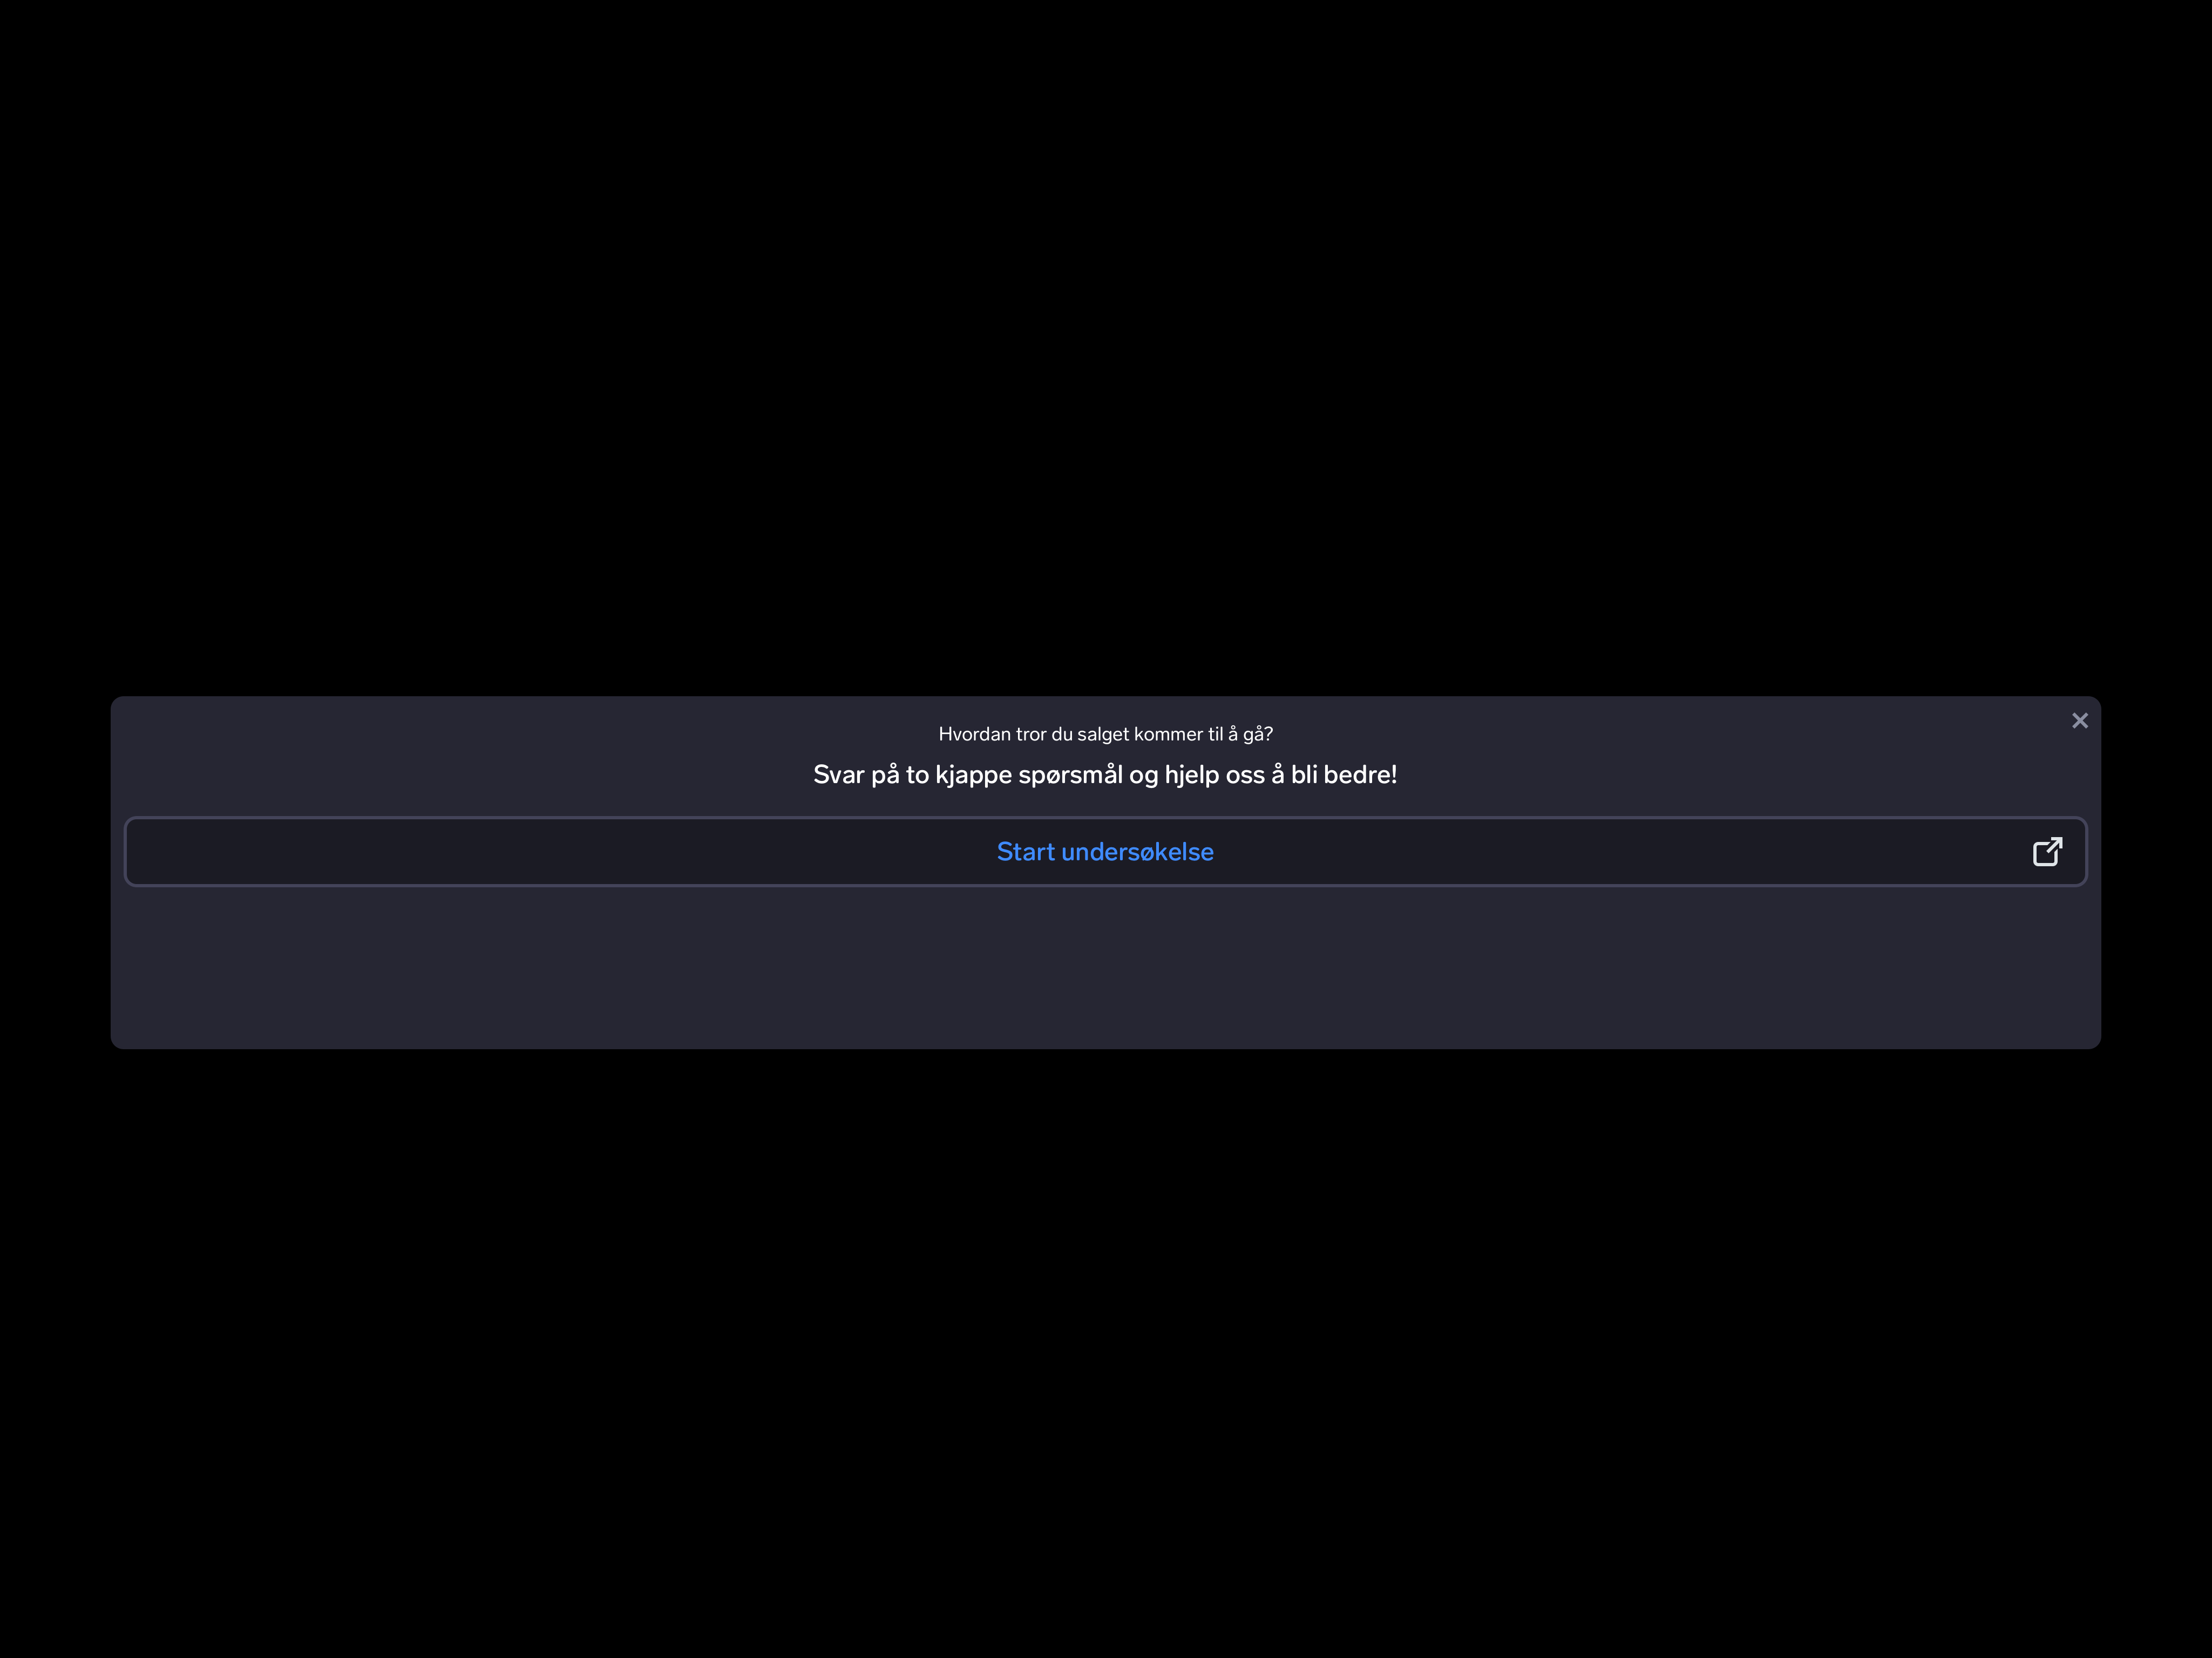 Hvordan tror du salget kommer til å gå?
Svar på to kjappe spørsmål og hjelp oss å bli bedre!
Start undersøkelse